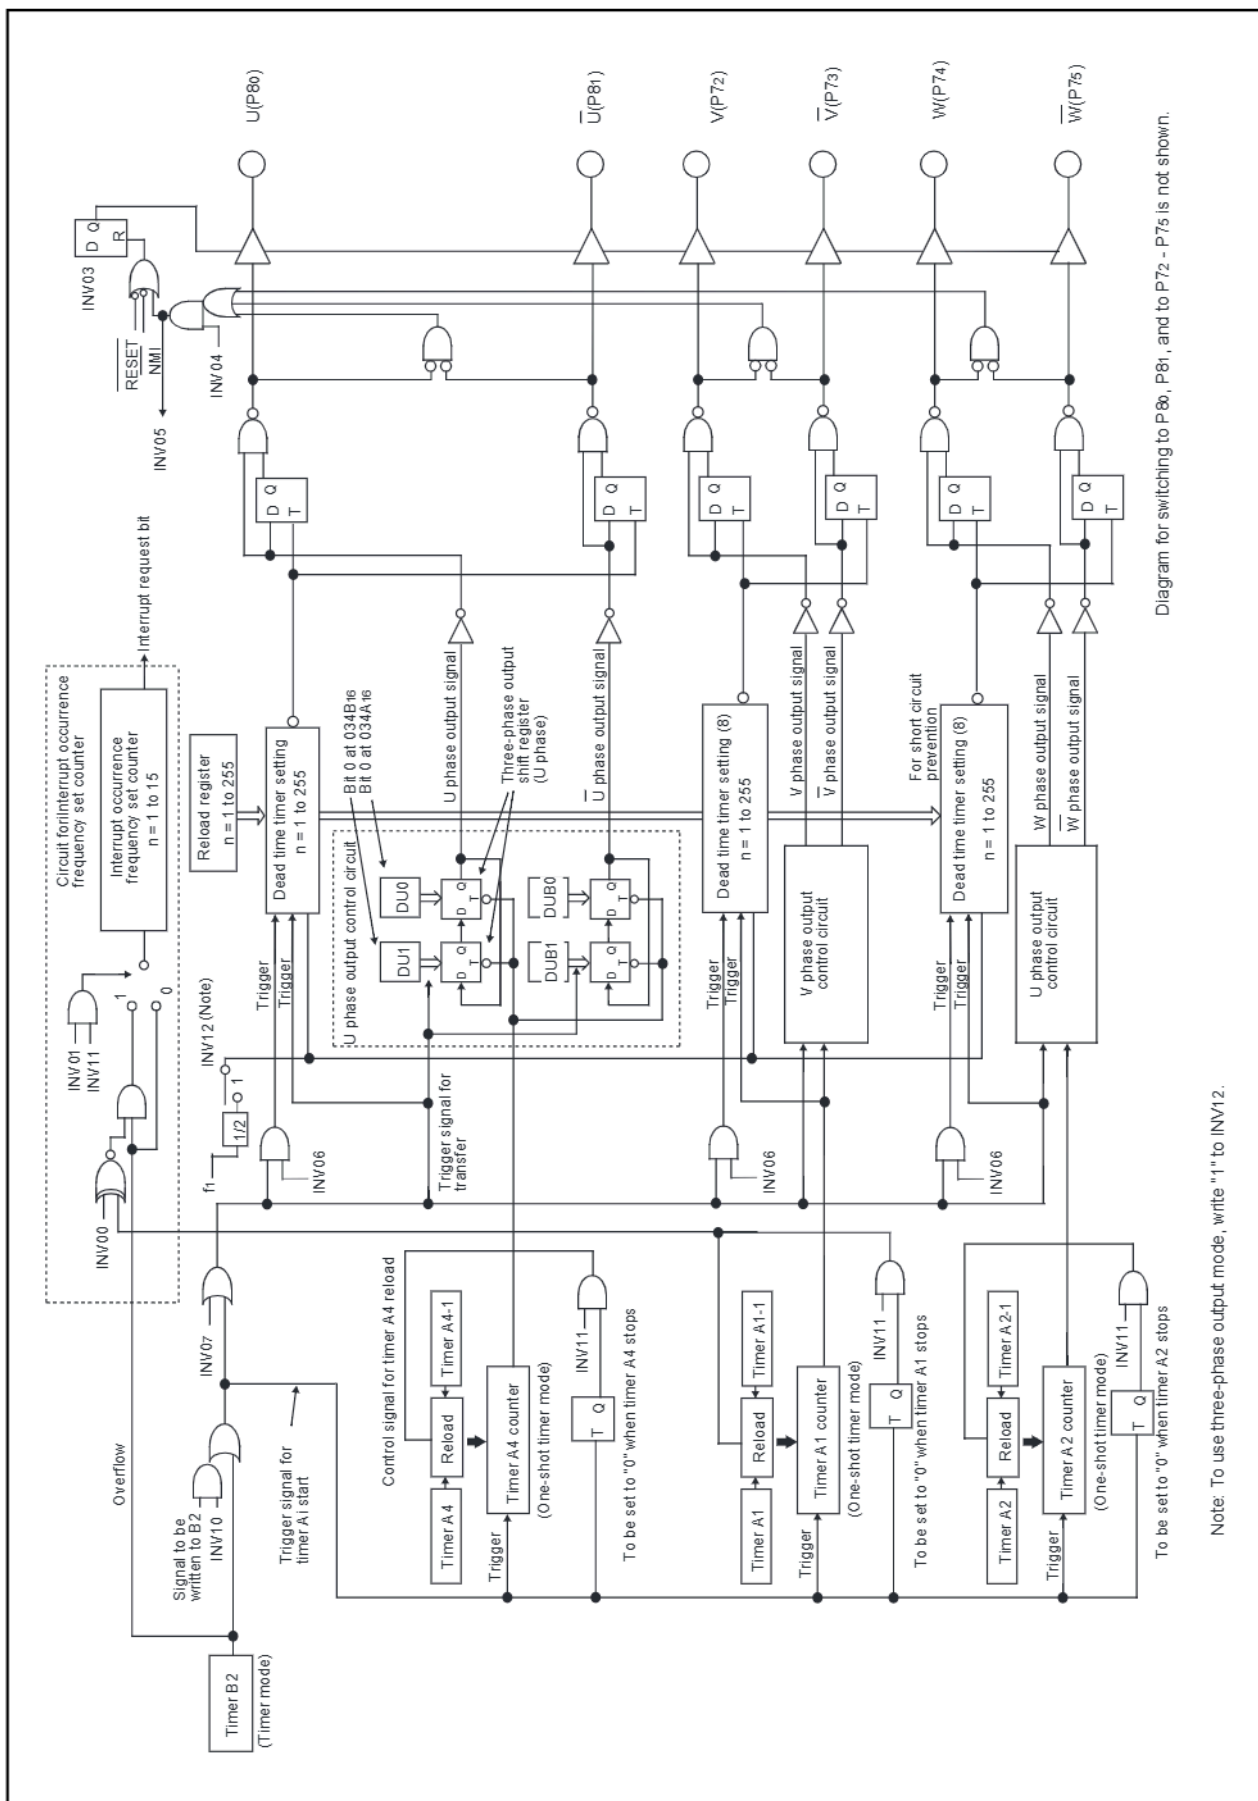 Circuit foriInterrupt occurrence
frequency set counter
Interrupt occurrence
frequency set counter
n = 1 to 15
Interrupt request bit
INV01
INV11
1
0
INV00
Overflow
Timer B2
(Timer mode)
Signal to be
written to B2
INV10
INV07
Trigger signal for
timer Ai start
f1
1/2
1
INV12 (Note)
Reload register
n = 1 to 255
Trigger
Trigger
Dead time timer setting
n = 1 to 255
INV06
Trigger signal for
transfer
U phase output control circuit
DU1
DU0
D Q
T
D Q
T
DUB1
DUB0
D Q
T
D Q
T
Bit 0 at 034B16
Bit 0 at 034A16
Three-phase output
shift register
(U phase)
U phase output signal
U phase output signal
INV05
RESET
NMI
INV04
INV03
D Q
R
D Q
T
D Q
T
U(P80)
U(P81)
Control signal for timer A4 reload
Timer A4
Reload
Timer A4-1
Trigger
Timer A4 counter
(One-shot timer mode)
INV11
T Q
To be set to "0" when timer A4 stops
Timer A1
Reload
Timer A1-1
Trigger
Timer A1 counter
(One-shot timer mode)
INV11
T Q
To be set to "0" when timer A1 stops
INV06
Trigger
Trigger
Dead time timer setting (8)
n = 1 to 255
V phase output
control circuit
V phase output signal
V phase output signal
D Q
T
D Q
T
V(P72)
V(P73)
Timer A2
Reload
Timer A2-1
Trigger
Timer A2 counter
(One-shot timer mode)
INV11
T Q
To be set to "0" when timer A2 stops
INV06
Trigger
Trigger
For short circuit
prevention
Dead time timer setting (8)
n = 1 to 255
U phase output
control circuit
W phase output signal
W phase output signal
D Q
T
D Q
T
W(P74)
W(P75)
Diagram for switching to P80, P81, and to P72 - P75 is not shown.
Note: To use three-phase output mode, write "1" to INV12.